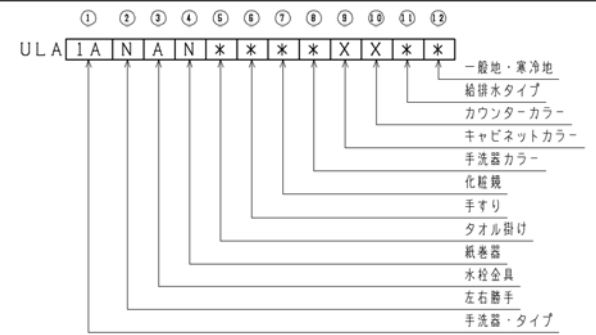 ① ② ③ ④ ⑤ ⑥ ⑦ ⑧ ⑨ ⑩ ⑪ ⑫
ULA 1A N A N * * * * X X * *
一般地・寒冷地
給排水タイプ
カウンターカラー
キャビネットカラー
手洗器カラー
化粧鏡
手すり
タオル掛け
紙巻器
水栓金具
左右勝手
手洗器・タイプ